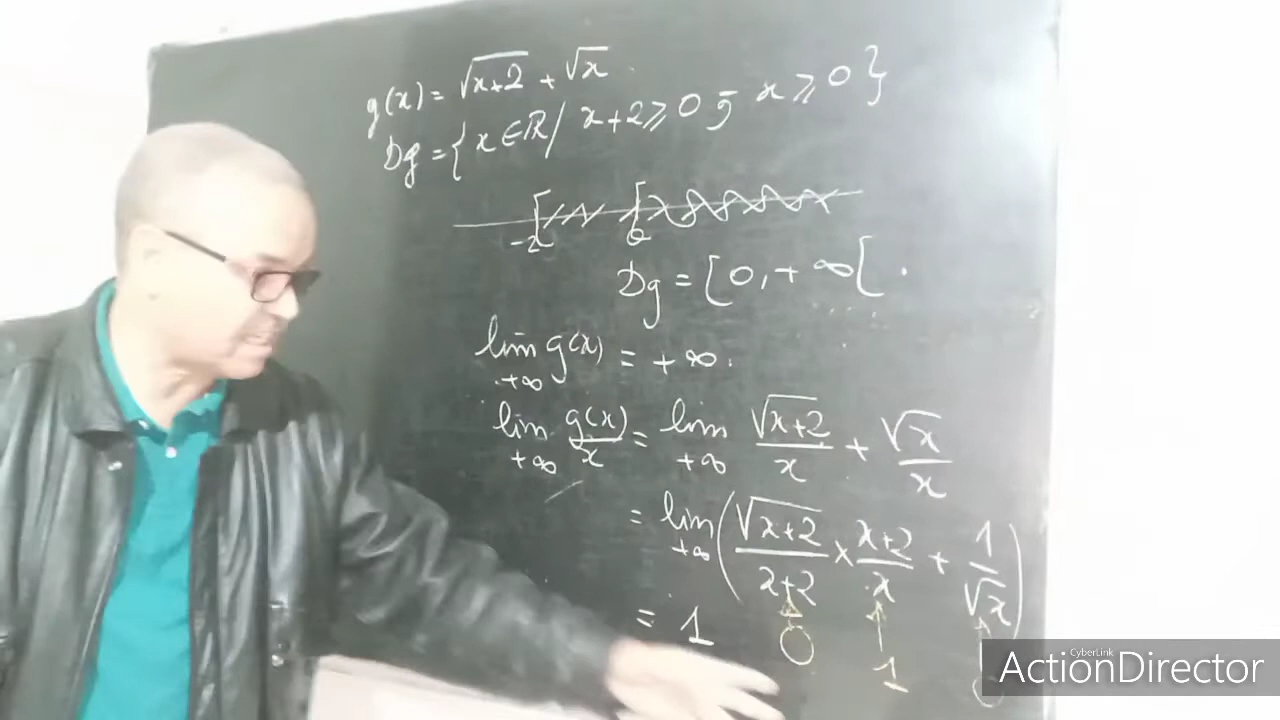 g(x) = √x+2 + √x
Dg = { x ∈ ℝ / x+2 ⩾ 0 ; x ⩾ 0 }
-2 0
Dg = [0, +∞[ .
lim g(x) = +∞ .
+∞
lim g(x)/x = lim √x+2/x + √x/x
+∞ +∞
= lim ( √x+2/x+2 × x+2/x + 1/√x )
+∞
= 1
0 1 0
CyberLink
ActionDirector